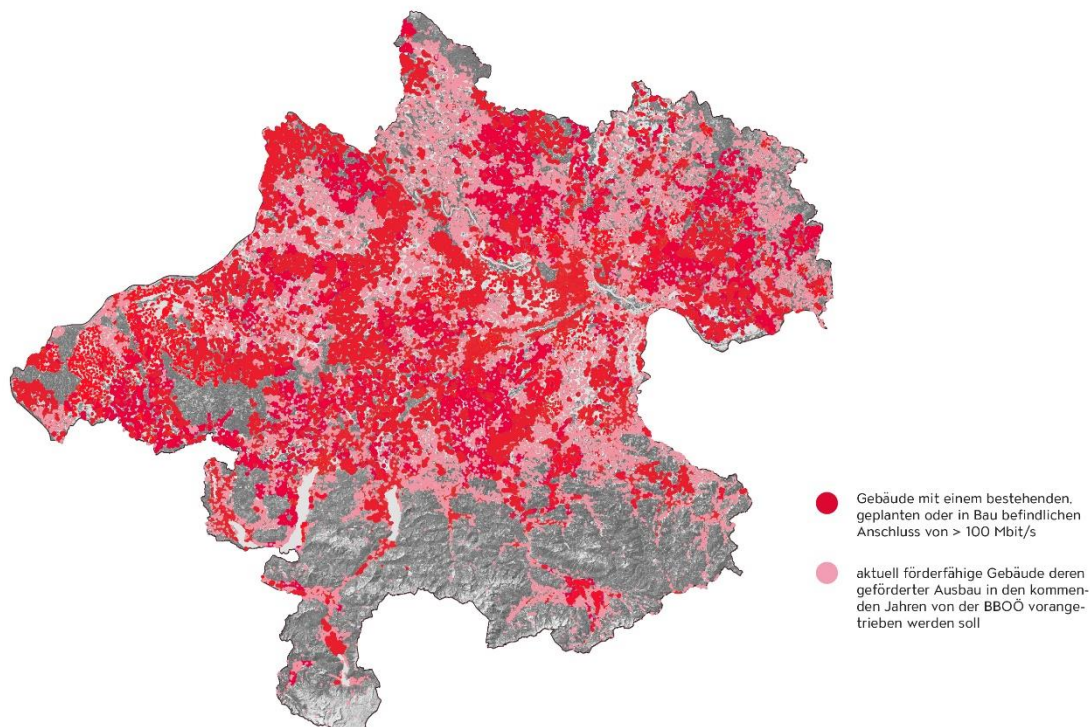 Gebäude mit einem bestehenden,
geplanten oder in Bau befindlichen
Anschluss von > 100 Mbit/s
aktuell förderfähige Gebäude deren
geförderter Ausbau in den kommen-
den Jahren von der BBOÖ vorange-
trieben werden soll